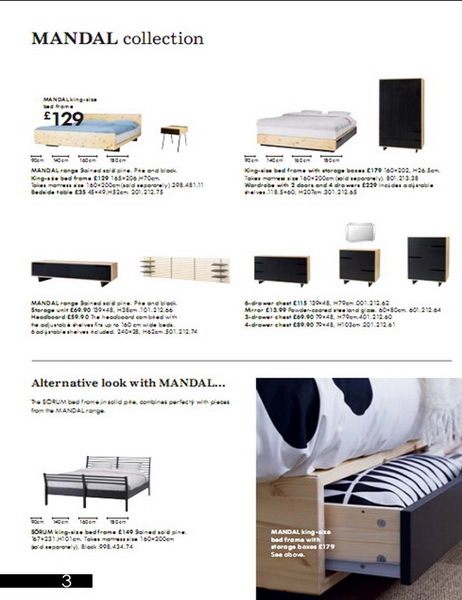 MANDAL collection
MANDAL king-size
bed frame
£129
90cm 140cm 160cm 180cm
MANDAL range Stained solid pine. Pine and black.
King-size bed frame £129 165×206,H70cm.
Takes mattress size 160×200cm (sold separately).298.481.11
Bedside table £35 48×49,H52cm. 201.212.75
90cm 140cm 160cm 180cm
King-size bed frame with storage boxes £179 160×202, H26.5cm.
Takes mattress size 160×200cm (sold separately). 801.213.38
Wardrobe with 2 doors and 4 drawers £229 Includes adjustable
shelves.118.5×60, H207cm.301.212.65
MANDAL range Stained solid pine. Pine and black.
Storage unit £69.90 139×48, H38cm .101.212.66
Headboard £59.90 The headboard combined with
the adjustable shelves fits up to 160 cm wide beds.
6 adjustable shelves included. 240×28, H62cm .301.212.74
6-drawer chest £115 139×48, H79cm .001.212.62
Mirror £13.99 Powder-coated steel and glass. 60×80cm. 601.212.64
3-drawer chest £69.90 79×48, H79cm.401.212.60
4-drawer chest £89.90 79×48, H102cm .201.212.61
Alternative look with MANDAL...
The SÖRUM bed frame,in solid pine, combines perfectly with pieces
from the MANDAL range.
90cm 140cm 160cm 180cm
SÖRUM king-size bed frame £149 Stained solid pine.
167×231,H101cm. Takes mattress size 160×200cm
(sold separately). Black.998.434.74
MANDAL king-size
bed frame with
storage boxes £179
See above.
3